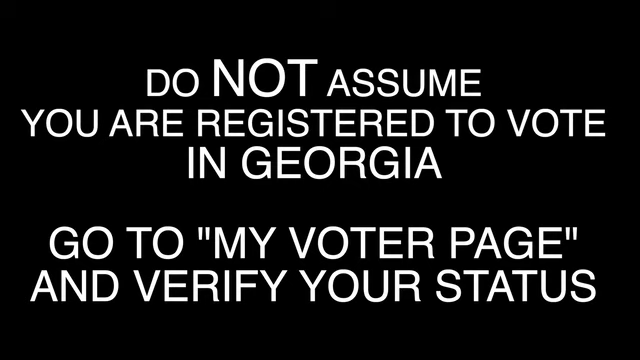 DO NOT ASSUME
YOU ARE REGISTERED TO VOTE
IN GEORGIA
GO TO "MY VOTER PAGE"
AND VERIFY YOUR STATUS